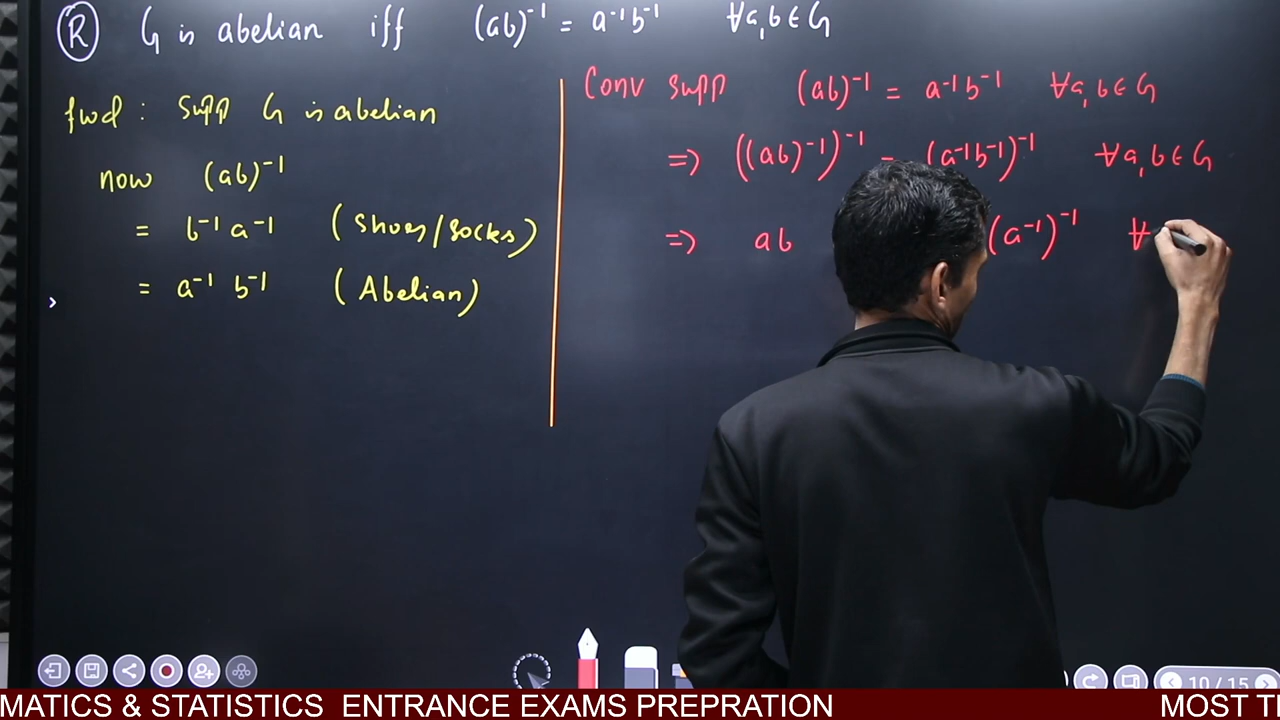 Ⓡ G is abelian iff (ab)⁻¹ = a⁻¹b⁻¹ ∀a,b∈G
fwd : Supp G is abelian
now (ab)⁻¹
= b⁻¹ a⁻¹ (Shoes/Socks)
= a⁻¹ b⁻¹ (Abelian)
Conv Supp (ab)⁻¹ = a⁻¹b⁻¹ ∀a,b∈G
=> ((ab)⁻¹)⁻¹ = (a⁻¹b⁻¹)⁻¹ ∀a,b∈G
=> ab (a⁻¹)⁻¹ ∀
10/15
MATICS & STATISTICS ENTRANCE EXAMS PREPRATION MOST T